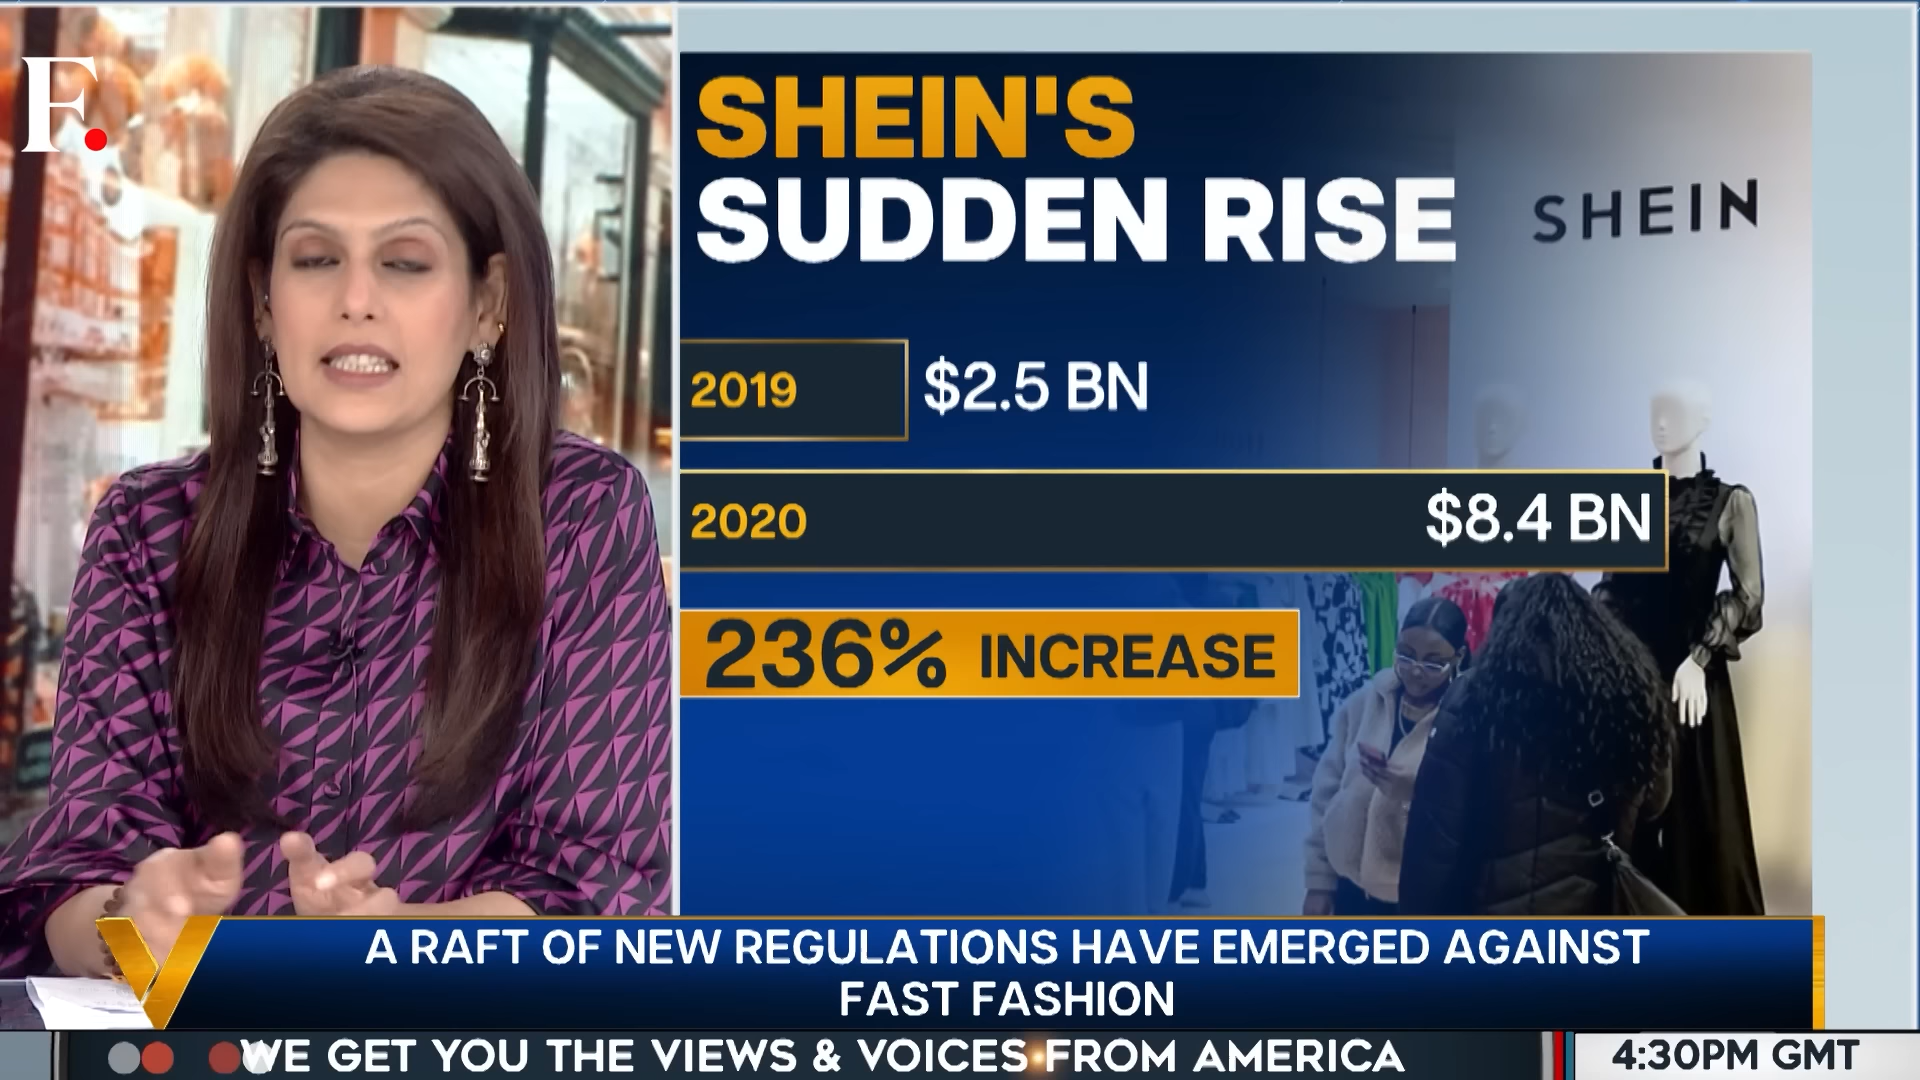 F.
SHEIN'S
SUDDEN RISE
SHEIN
2019
$2.5 BN
2020
$8.4 BN
236% INCREASE
A RAFT OF NEW REGULATIONS HAVE EMERGED AGAINST
FAST FASHION
WE GET YOU THE VIEWS & VOICES FROM AMERICA
4:30PM GMT